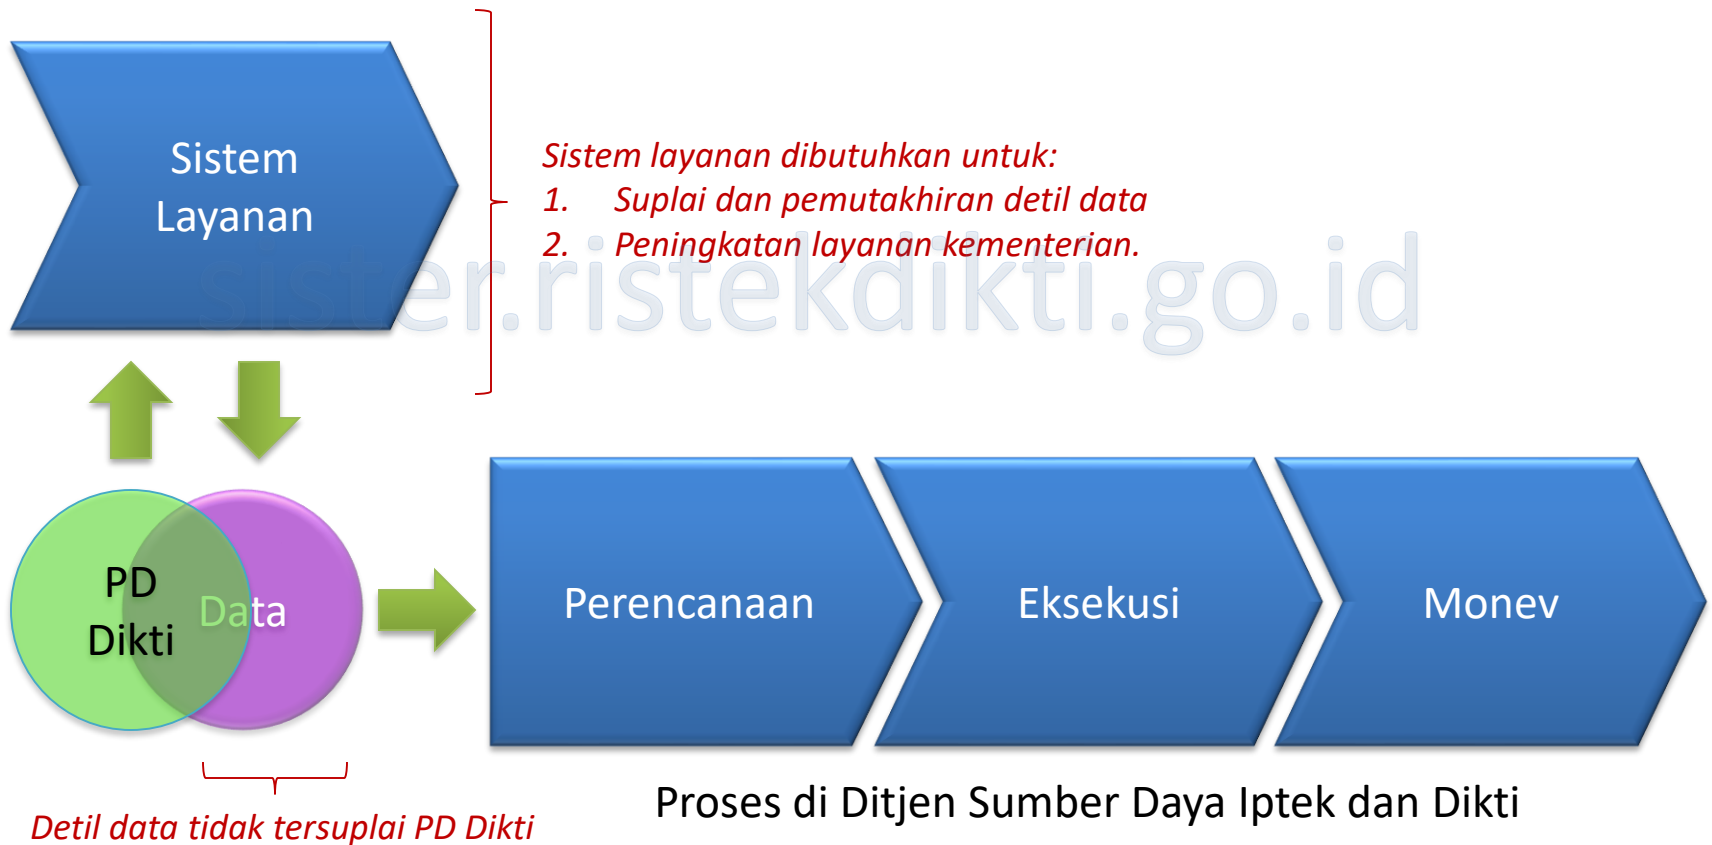 Sistem
Layanan
Sistem layanan dibutuhkan untuk:
1. Suplai dan pemutakhiran detil data
2. Peningkatan layanan kementerian.
sister.ristekdikti.go.id
PD
Dikti
Data
Perencanaan
Eksekusi
Monev
Detil data tidak tersuplai PD Dikti
Proses di Ditjen Sumber Daya Iptek dan Dikti